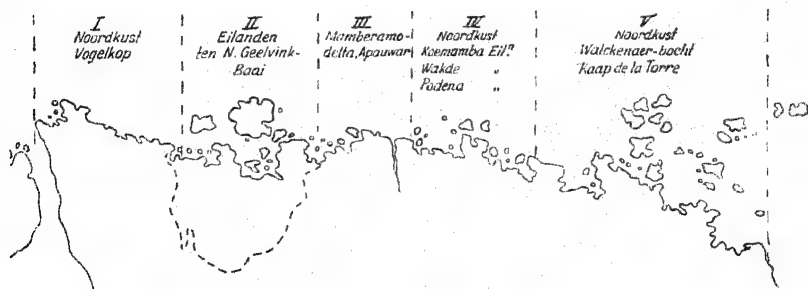 I
Noordkust
Vogelkop
II
Eilanden
ten N. Geelvink-
Baai
III
Mamberamo-
delta, Apauwar
IV
Noordkust
Koemamba Eil.n
Wakde „
Podena „
V
Noordkust
Walckenaer-bocht
Kaap de la Torre